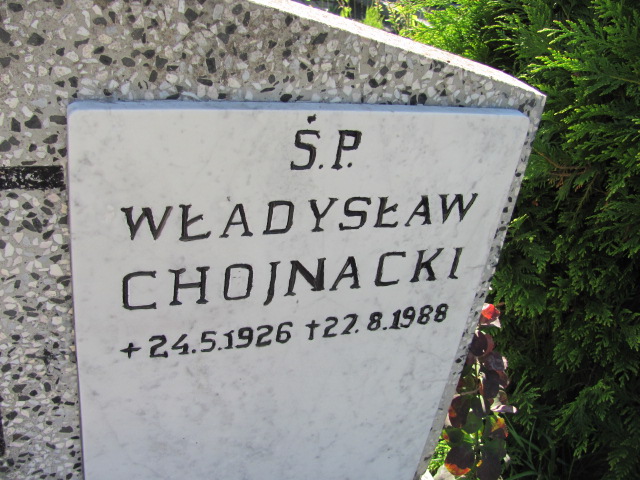 Ś.P.
WŁADYSŁAW
CHOJNACKI
+24.5.1926 †22.8.1988